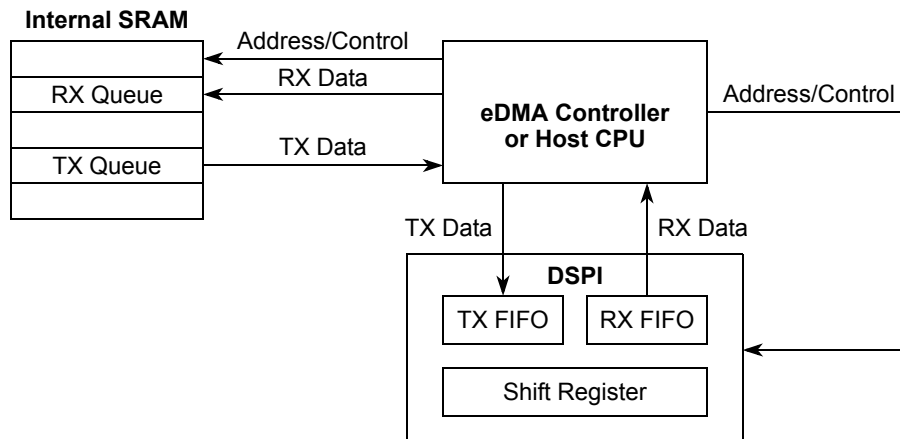 Internal SRAM
Address/Control
RX Data
RX Queue
eDMA Controller
or Host CPU
Address/Control
TX Data
TX Queue
TX Data
RX Data
DSPI
TX FIFO
RX FIFO
Shift Register